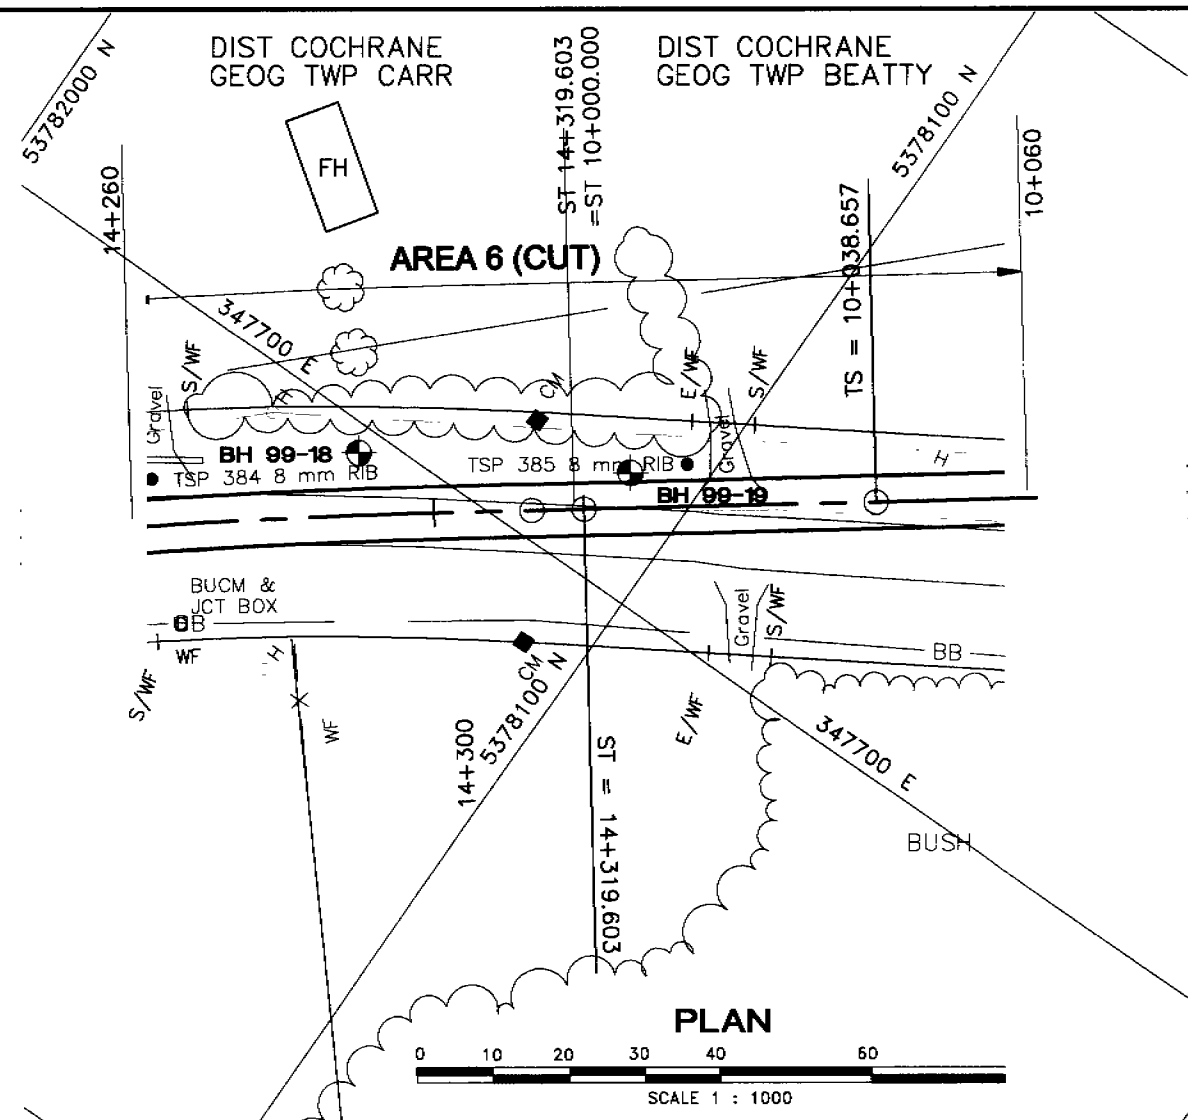 DIST COCHRANE
GEOG TWP CARR
ST 14+319.603
=ST 10+000.000
DIST COCHRANE
GEOG TWP BEATTY
53782000 N
5378100 N
14+260
FH
10+060
TS = 10+038.657
AREA 6 (CUT)
347700 E
S/WF
H
CM
E/WF
S/WF
Gravel
Gravel
H
BH 99-18
TSP 384 8 mm RIB
TSP 385 8 mm RIB
BH 99-19
BUCM &
JCT BOX
BB
WF
H
S/WF
WF
CM
5378100 N
14+300
Gravel
S/WF
E/WF
BB
347700 E
ST = 14+319.603
BUSH
PLAN
0 10 20 30 40 60
SCALE 1 : 1000